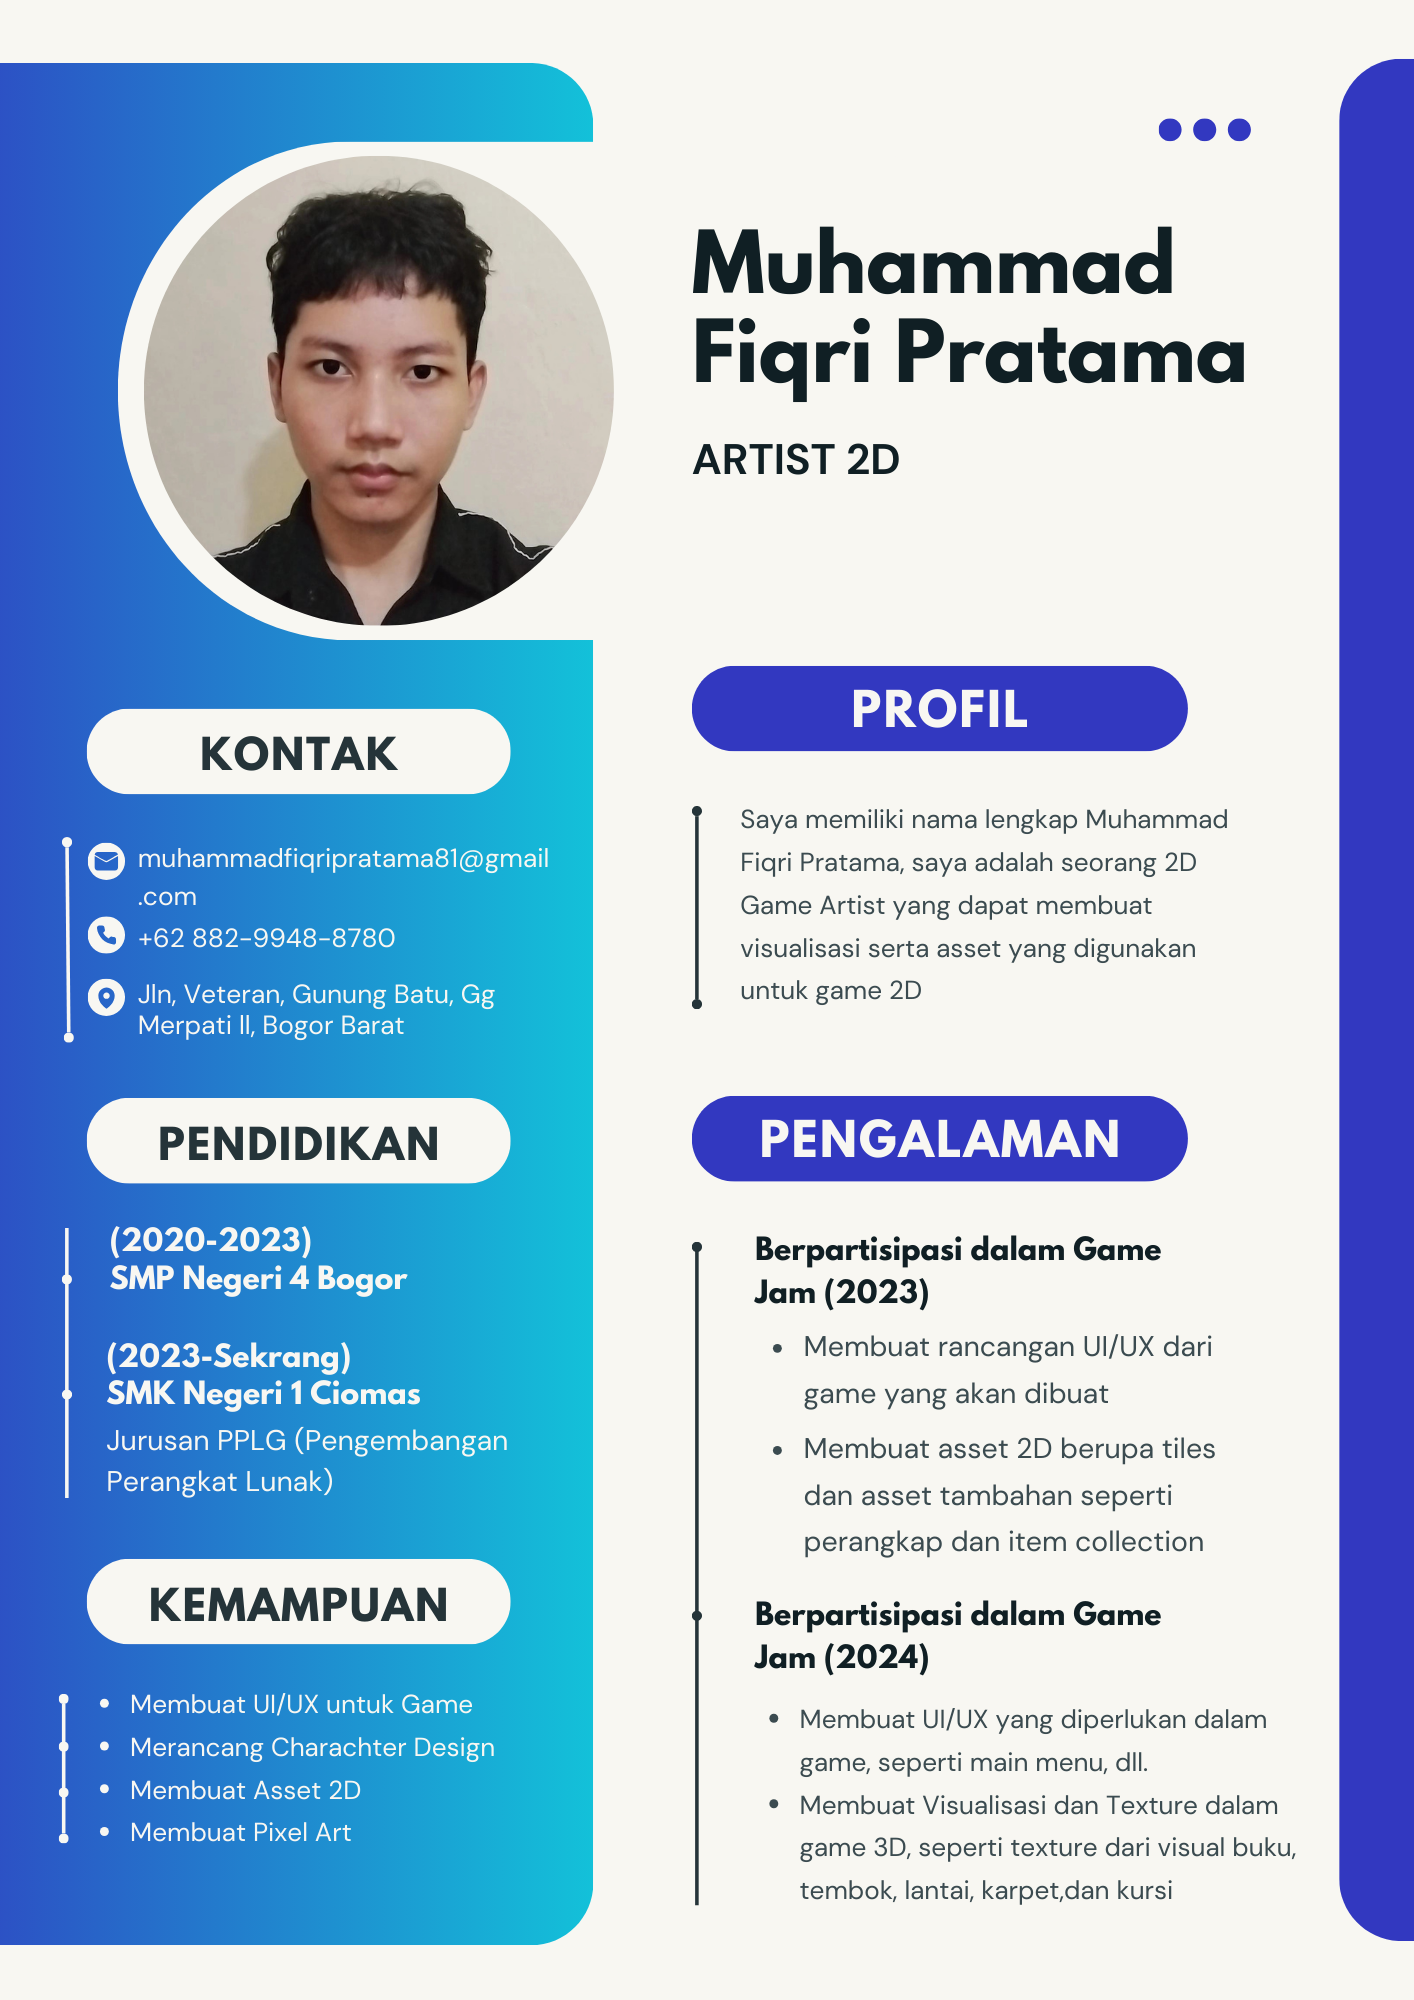 Muhammad
Fiqri Pratama
ARTIST 2D
KONTAK
muhammadfiqripratama81@gmail
.com
+62 882-9948-8780
Jln, Veteran, Gunung Batu, Gg
Merpati ll, Bogor Barat
PENDIDIKAN
(2020-2023)
SMP Negeri 4 Bogor
(2023-Sekrang)
SMK Negeri 1 Ciomas
Jurusan PPLG (Pengembangan
Perangkat Lunak)
KEMAMPUAN
• Membuat UI/UX untuk Game
• Merancang Charachter Design
• Membuat Asset 2D
• Membuat Pixel Art
PROFIL
Saya memiliki nama lengkap Muhammad
Fiqri Pratama, saya adalah seorang 2D
Game Artist yang dapat membuat
visualisasi serta asset yang digunakan
untuk game 2D
PENGALAMAN
Berpartisipasi dalam Game
Jam (2023)
• Membuat rancangan UI/UX dari
game yang akan dibuat
• Membuat asset 2D berupa tiles
dan asset tambahan seperti
perangkap dan item collection
Berpartisipasi dalam Game
Jam (2024)
• Membuat UI/UX yang diperlukan dalam
game, seperti main menu, dll.
• Membuat Visualisasi dan Texture dalam
game 3D, seperti texture dari visual buku,
tembok, lantai, karpet,dan kursi